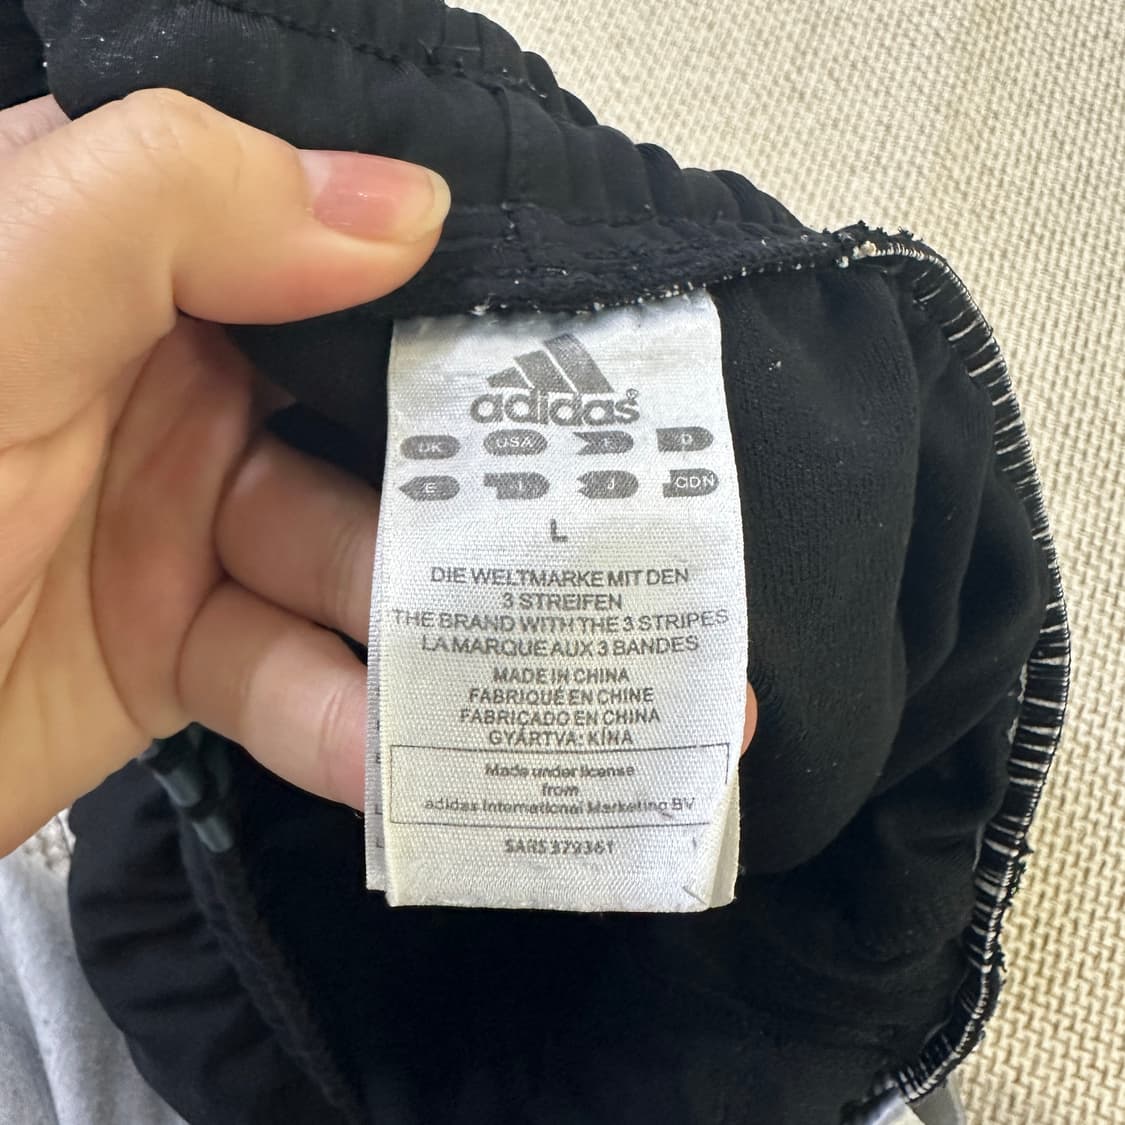 adidas®
UK USA F D
E I J CDN
L
DIE WELTMARKE MIT DEN
3 STREIFEN
THE BRAND WITH THE 3 STRIPES
LA MARQUE AUX 3 BANDES
MADE IN CHINA
FABRIQUÉ EN CHINE
FABRICADO EN CHINA
GYÁRTVA: KÍNA
Made under license
from
adidas International Marketing BV